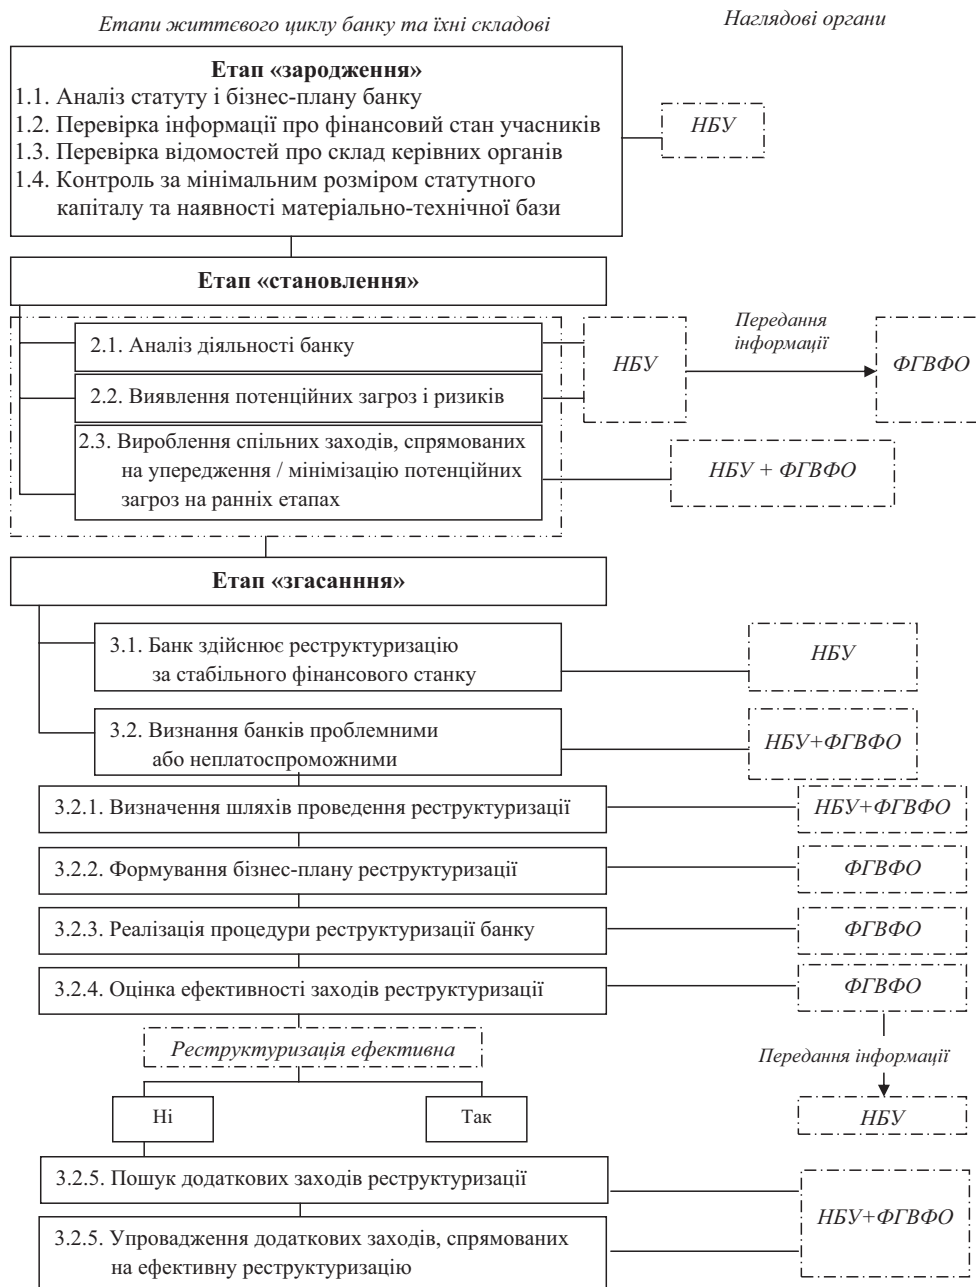 Етапи життєвого циклу банку та їхні складові
Наглядові органи
Етап «зародження»
1.1. Аналіз статуту і бізнес-плану банку
1.2. Перевірка інформації про фінансовий стан учасників
1.3. Перевірка відомостей про склад керівних органів
1.4. Контроль за мінімальним розміром статутного
капіталу та наявності матеріально-технічної бази
НБУ
Етап «становлення»
2.1. Аналіз діяльності банку
2.2. Виявлення потенційних загроз і ризиків
НБУ
Передання
інформації
ФГВФО
2.3. Вироблення спільних заходів, спрямованих
на упередження / мінімізацію потенційних
загроз на ранніх етапах
НБУ + ФГВФО
Етап «згасанння»
3.1. Банк здійснює реструктуризацію
за стабільного фінансового станку
НБУ
3.2. Визнання банків проблемними
або неплатоспроможними
НБУ+ФГВФО
3.2.1. Визначення шляхів проведення реструктуризації
НБУ+ФГВФО
3.2.2. Формування бізнес-плану реструктуризації
ФГВФО
3.2.3. Реалізація процедури реструктуризації банку
ФГВФО
3.2.4. Оцінка ефективності заходів реструктуризації
ФГВФО
Реструктуризація ефективна
Передання інформації
Ні
Так
НБУ
3.2.5. Пошук додаткових заходів реструктуризації
3.2.5. Упровадження додаткових заходів, спрямованих
на ефективну реструктуризацію
НБУ+ФГВФО